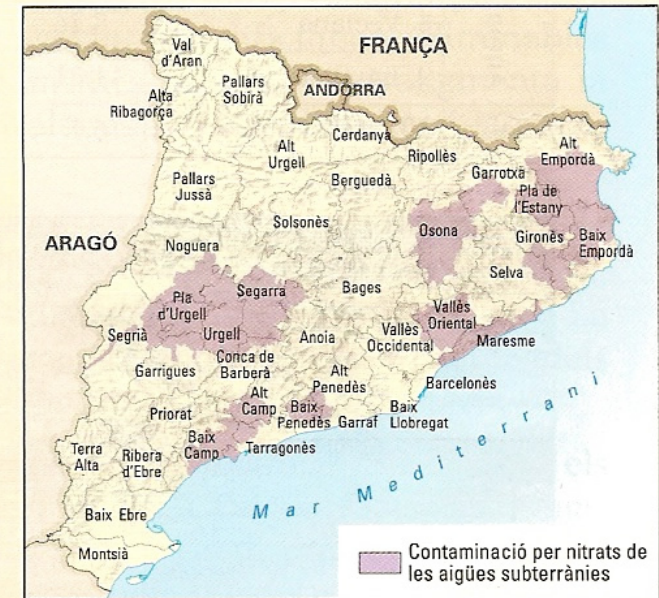 FRANÇA
Val
d'Aran
Pallars
Sobirà
ANDORRA
Alta
Ribagorça
Cerdanya
Alt
Urgell
Ripollès
Alt
Empordà
Garrotxa
Berguedà
Pallars
Jussà
Pla de
l'Estany
Solsonès
Osona
Gironès
Baix
Empordà
ARAGÓ
Noguera
Selva
Segarra
Bages
Pla
d'Urgell
Vallès
Oriental
Segrià
Urgell
Anoia
Vallès
Occidental
Maresme
Garrigues
Conca de
Barberà
Alt
Penedès
Barcelonès
Alt
Camp
Priorat
Baix
Penedès
Garraf
Baix
Llobregat
Baix
Camp
Tarragonès
Terra
Alta
Ribera
d'Ebre
Mar Mediterrani
Baix Ebre
Montsià
Contaminació per nitrats de
les aigües subterrànies